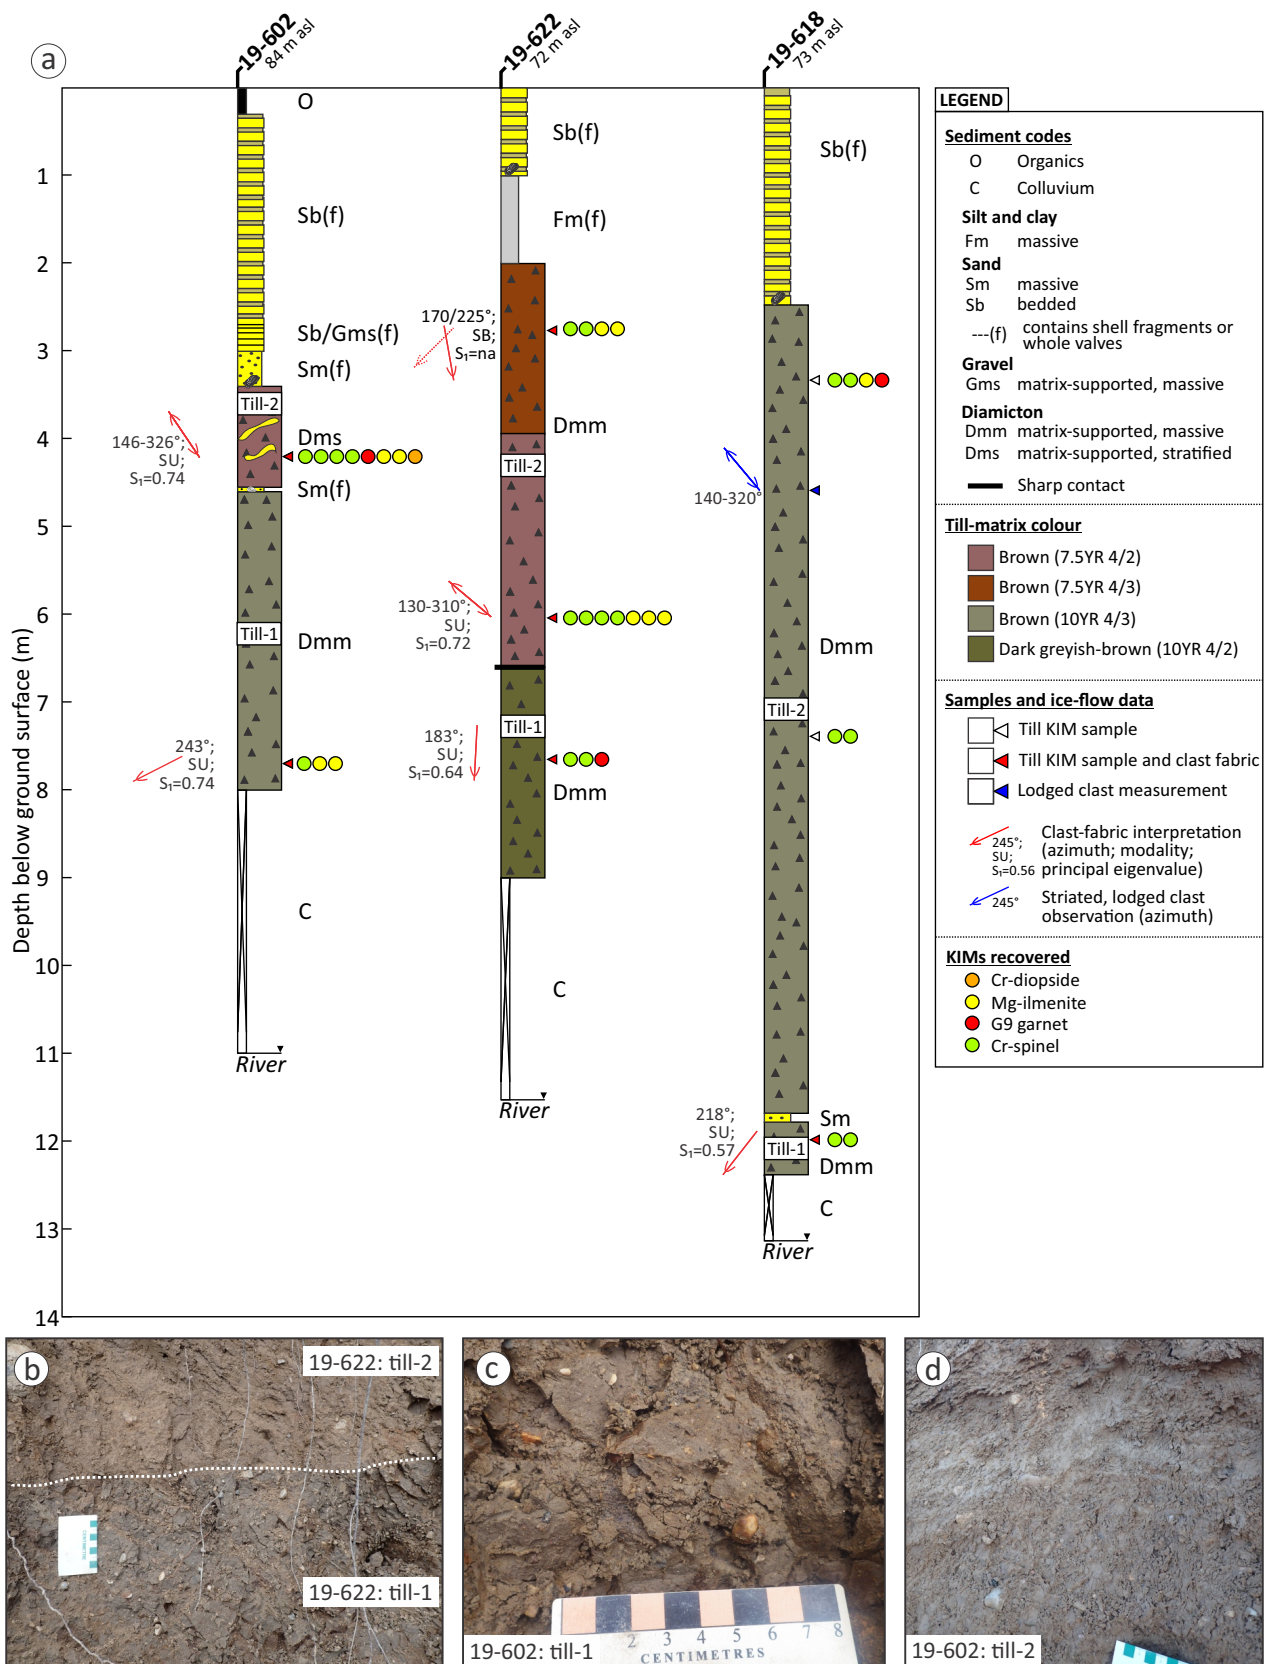 a
19-602
84 m asl
19-622
72 m asl
19-618
73 m asl
Depth below ground surface (m)
1
2
3
4
5
6
7
8
9
10
11
12
13
14
O
Sb(f)
Sb/Gms(f)
Sm(f)
Till-2
Dms
146-326°;
SU;
S₁=0.74
Sm(f)
Till-1
Dmm
243°;
SU;
S₁=0.74
C
River
Sb(f)
Fm(f)
170/225°;
SB;
S₁=na
Dmm
Till-2
130-310°;
SU;
S₁=0.72
Till-1
183°;
SU;
S₁=0.64
Dmm
C
River
Sb(f)
140-320°
Dmm
Till-2
Sm
218°;
SU;
S₁=0.57
Till-1
Dmm
C
River
LEGEND
Sediment codes
O Organics
C Colluvium
Silt and clay
Fm massive
Sand
Sm massive
Sb bedded
---(f) contains shell fragments or
whole valves
Gravel
Gms matrix-supported, massive
Diamicton
Dmm matrix-supported, massive
Dms matrix-supported, stratified
Sharp contact
Till-matrix colour
Brown (7.5YR 4/2)
Brown (7.5YR 4/3)
Brown (10YR 4/3)
Dark greyish-brown (10YR 4/2)
Samples and ice-flow data
Till KIM sample
Till KIM sample and clast fabric
Lodged clast measurement
245°;
SU;
S₁=0.56
Clast-fabric interpretation
(azimuth; modality;
principal eigenvalue)
245°
Striated, lodged clast
observation (azimuth)
KIMs recovered
Cr-diopside
Mg-ilmenite
G9 garnet
Cr-spinel
b
19-622: till-2
CENTIMETRE
19-622: till-1
c
2 3 4 5 6 7 8
CENTIMETRES
19-602: till-1
d
19-602: till-2